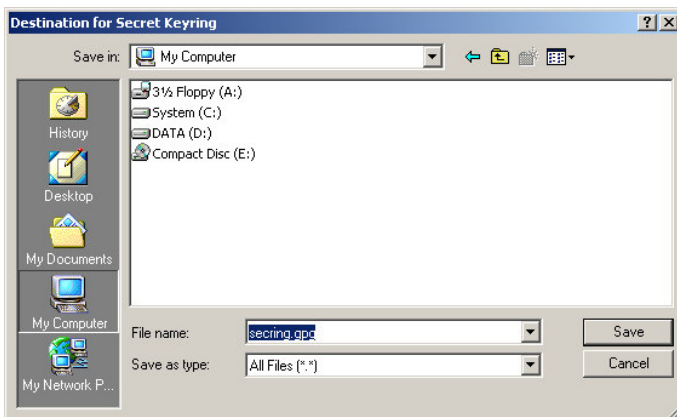 Destination for Secret Keyring
Save in: My Computer
3½ Floppy (A:)
System (C:)
DATA (D:)
Compact Disc (E:)
History
Desktop
My Documents
My Computer
My Network P...
File name: secring.gpg
Save as type: All Files (*.*)
Save
Cancel